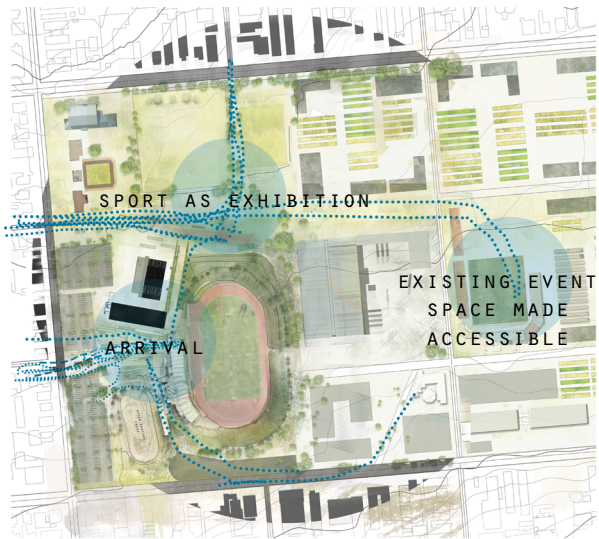 SPORT AS EXHIBITION
EXISTING EVENT
SPACE MADE
ACCESSIBLE
ARRIVAL